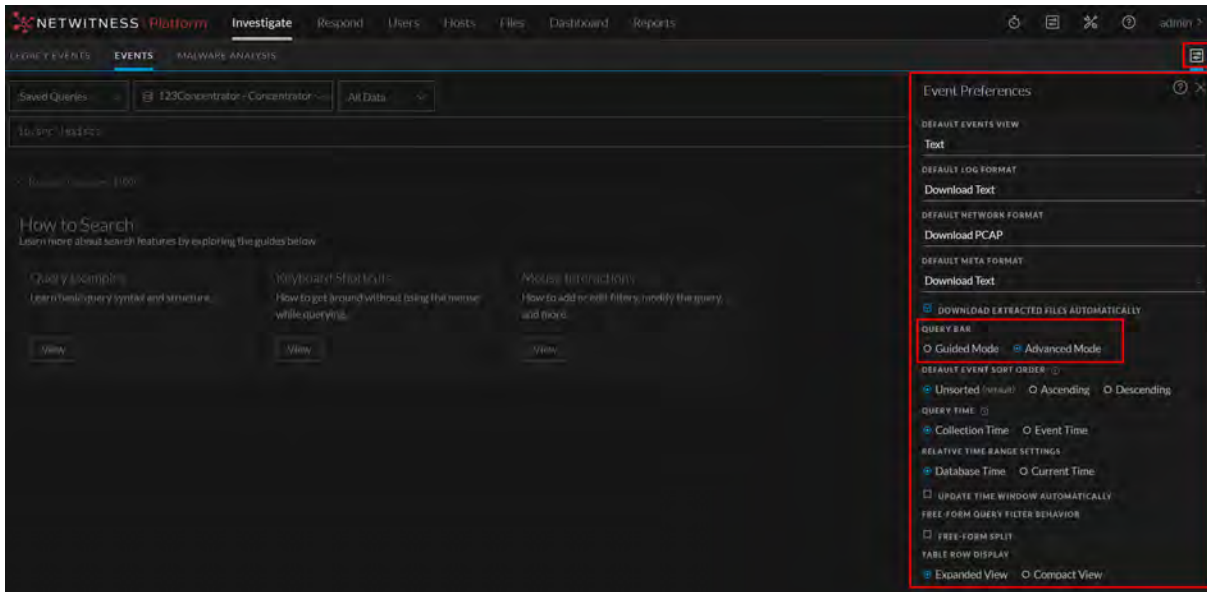 NETWITNESS Platform Investigate Respond Users Hosts Files Dashboard Reports admin >
LEGACY EVENTS EVENTS MALWARE ANALYSIS
Saved Queries 123Concentrator - Concentrator All Data
Event Preferences
DEFAULT EVENTS VIEW
Text
DEFAULT LOG FORMAT
Download Text
DEFAULT NETWORK FORMAT
Download PCAP
DEFAULT META FORMAT
Download Text
DOWNLOAD EXTRACTED FILES AUTOMATICALLY
QUERY BAR
Guided Mode Advanced Mode
DEFAULT EVENT SORT ORDER
Unsorted (default) Ascending Descending
QUERY TIME
Collection Time Event Time
RELATIVE TIME RANGE SETTINGS
Database Time Current Time
UPDATE TIME WINDOW AUTOMATICALLY
FREE-FORM QUERY FILTER BEHAVIOR
FREE-FORM SPLIT
TABLE ROW DISPLAY
Expanded View Compact View
How to Search
Learn more about search features by exploring the guides below
Query Examples
Learn basic query syntax and structure.
View
Keyboard Shortcuts
How to get around without using the mouse
while querying.
View
Mouse Interactions
How to add or edit filters, modify the query,
and more.
View